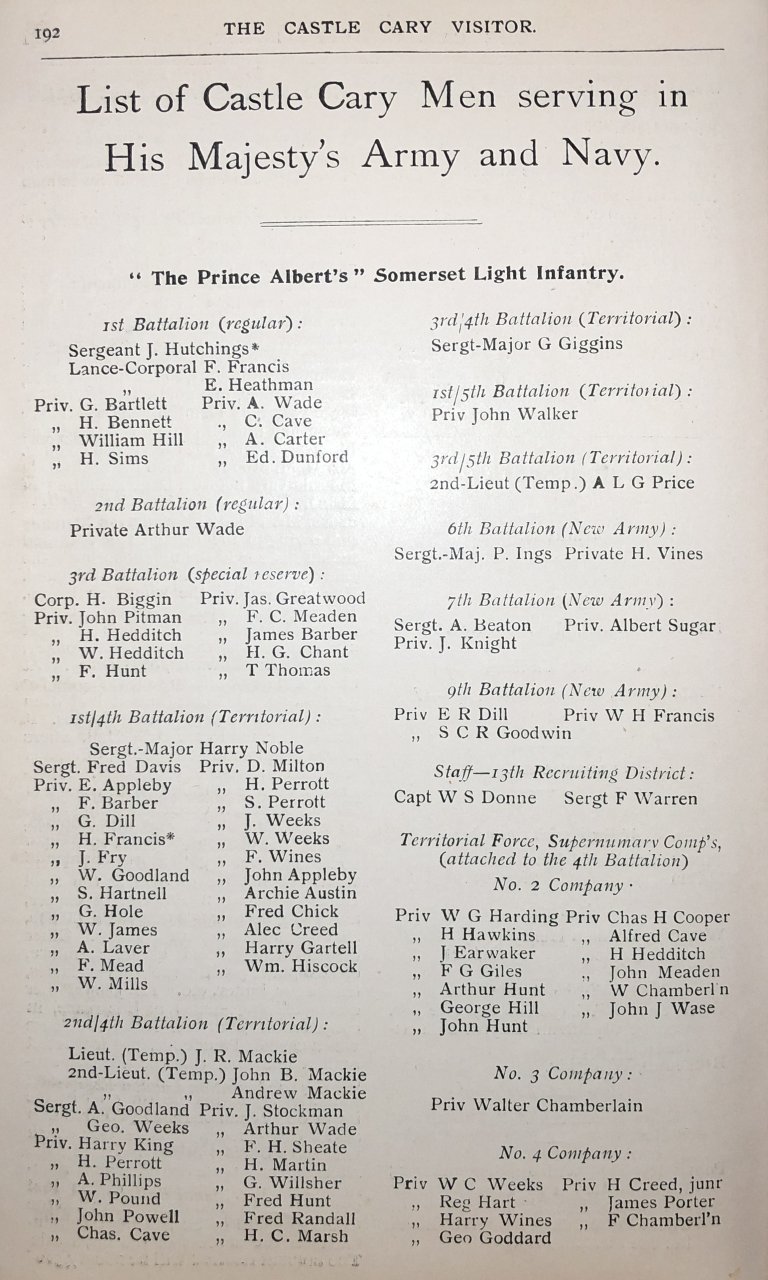 192
THE CASTLE CARY VISITOR.
List of Castle Cary Men serving in
His Majesty's Army and Navy.
" The Prince Albert's " Somerset Light Infantry.
1st Battalion (regular) :
Sergeant J. Hutchings*
Lance-Corporal F. Francis
„ E. Heathman
Priv. G. Bartlett Priv. A. Wade
„ H. Bennett „ C. Cave
„ William Hill „ A. Carter
„ H. Sims „ Ed. Dunford
2nd Battalion (regular) :
Private Arthur Wade
3rd Battalion (special reserve) :
Corp. H. Biggin Priv. Jas. Greatwood
Priv. John Pitman „ F. C. Meaden
„ H. Hedditch „ James Barber
„ W. Hedditch „ H. G. Chant
„ F. Hunt „ T Thomas
1st/4th Battalion (Territorial) :
Sergt.-Major Harry Noble
Sergt. Fred Davis Priv. D. Milton
Priv. E. Appleby „ H. Perrott
„ F. Barber „ S. Perrott
„ G. Dill „ J. Weeks
„ H. Francis* „ W. Weeks
„ J. Fry „ F. Wines
„ W. Goodland „ John Appleby
„ S. Hartnell „ Archie Austin
„ G. Hole „ Fred Chick
„ W. James „ Alec Creed
„ A. Laver „ Harry Gartell
„ F. Mead „ Wm. Hiscock
„ W. Mills
2nd/4th Battalion (Territorial) :
Lieut. (Temp.) J. R. Mackie
2nd-Lieut. (Temp.) John B. Mackie
„ „ Andrew Mackie
Sergt. A. Goodland Priv. J. Stockman
„ Geo. Weeks „ Arthur Wade
Priv. Harry King „ F. H. Sheate
„ H. Perrott „ H. Martin
„ A. Phillips „ G. Willsher
„ W. Pound „ Fred Hunt
„ John Powell „ Fred Randall
„ Chas. Cave „ H. C. Marsh
3rd/4th Battalion (Territorial) :
Sergt-Major G Giggins
1st/5th Battalion (Territorial) :
Priv John Walker
3rd/5th Battalion (Territorial) :
2nd-Lieut (Temp.) A L G Price
6th Battalion (New Army) :
Sergt.-Maj. P. Ings Private H. Vines
7th Battalion (New Army) :
Sergt. A. Beaton Priv. Albert Sugar
Priv. J. Knight
9th Battalion (New Army) :
Priv E R Dill Priv W H Francis
„ S C R Goodwin
Staff—13th Recruiting District :
Capt W S Donne Sergt F Warren
Territorial Force, Supernumary Comp's,
(attached to the 4th Battalion)
No. 2 Company ·
Priv W G Harding Priv Chas H Cooper
„ H Hawkins „ Alfred Cave
„ J Earwaker „ H Hedditch
„ F G Giles „ John Meaden
„ Arthur Hunt „ W Chamberl'n
„ George Hill „ John J Wase
„ John Hunt
No. 3 Company :
Priv Walter Chamberlain
No. 4 Company :
Priv W C Weeks Priv H Creed, junr
„ Reg Hart „ James Porter
„ Harry Wines „ F Chamberl'n
„ Geo Goddard